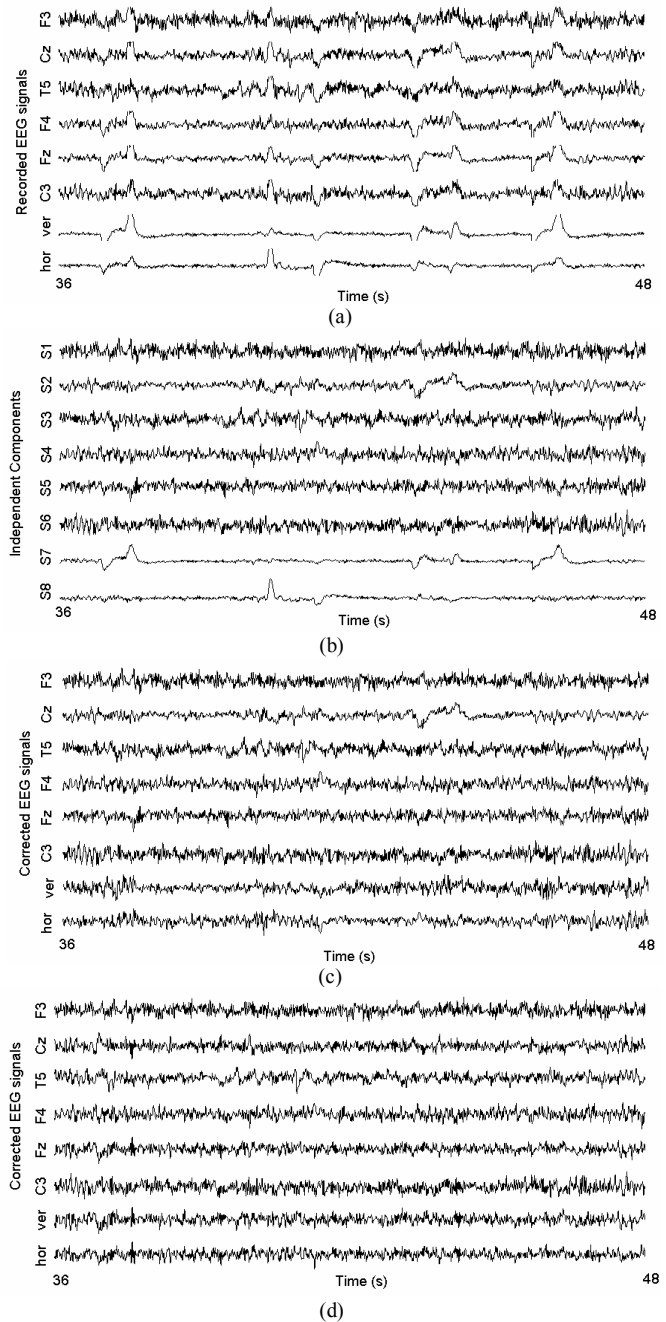 Recorded EEG signals
F3
Cz
T5
F4
Fz
C3
ver
hor
36
48
Time (s)
(a)
Independent Components
S1
S2
S3
S4
S5
S6
S7
S8
36
48
Time (s)
(b)
Corrected EEG signals
F3
Cz
T5
F4
Fz
C3
ver
hor
36
48
Time (s)
(c)
Corrected EEG signals
F3
Cz
T5
F4
Fz
C3
ver
hor
36
48
Time (s)
(d)